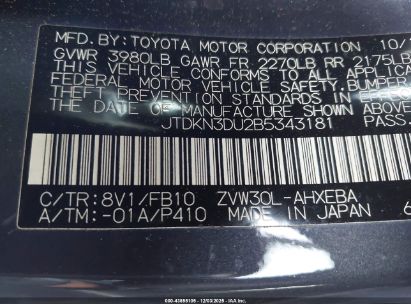 MFD. BY: TOYOTA MOTOR CORPORATION 10/
GVWR 3980LB GAWR FR 2270LB RR 2175LB
THIS VEHICLE CONFORMS TO ALL APPLICA
FEDERAL MOTOR VEHICLE SAFETY, BUMPER
THEFT PREVENTION STANDARDS IN
DATE OF MANUFACTURE SHOWN ABOVE
JTDKN3DU2B5343181 PASS.
C/TR: 8V1/FB10 ZVW30L-AHXEBA
A/TM: -01A/P410 MADE IN JAPAN